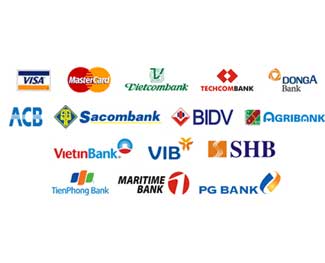 VISA
MasterCard
Vietcombank
TECHCOMBANK
DONGA
Bank
ACB
Sacombank
BIDV
AGRIBANK
VietinBank
VIB
SHB
TIENPHONG BANK
MARITIME
BANK
PG BANK